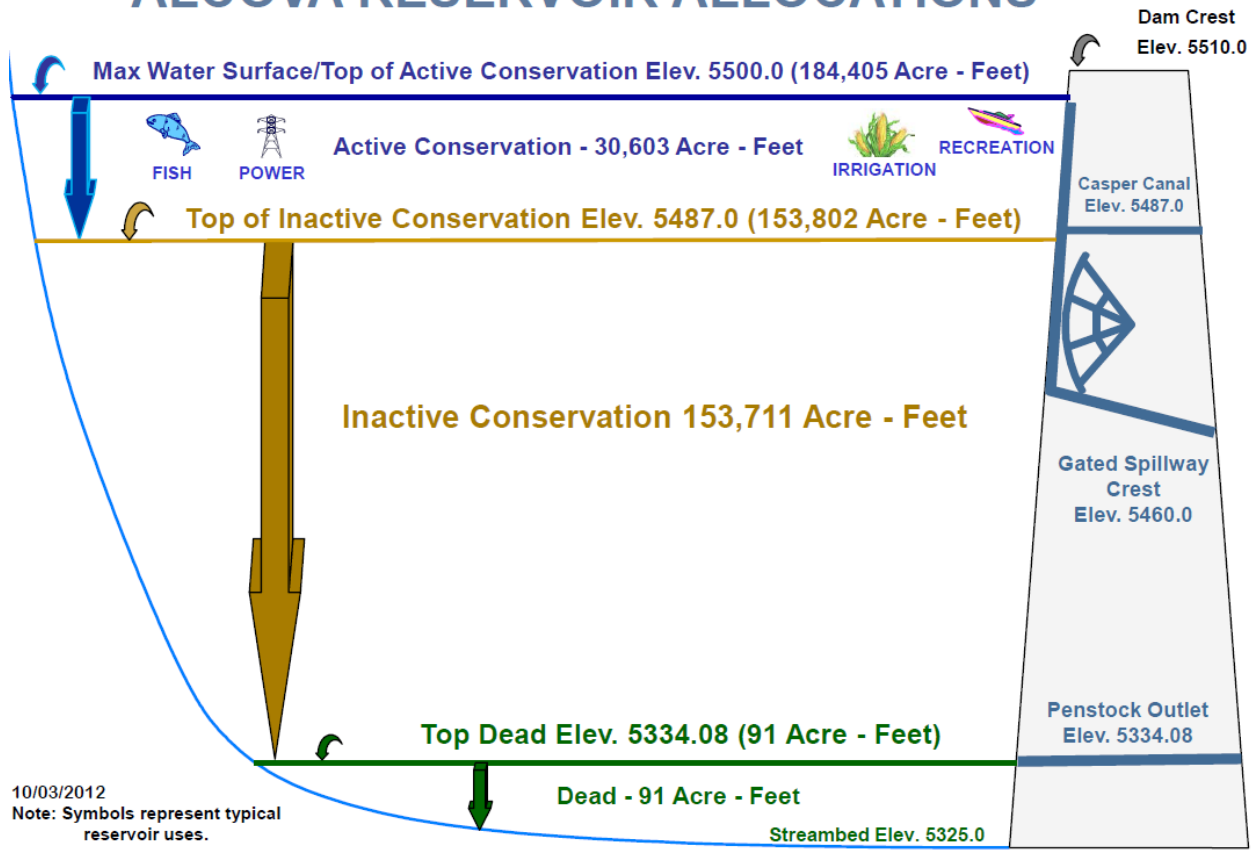 ALCOVA RESERVOIR ALLOCATIONS
Dam Crest
Elev. 5510.0
Max Water Surface/Top of Active Conservation Elev. 5500.0 (184,405 Acre - Feet)
Active Conservation - 30,603 Acre - Feet
FISH
POWER
IRRIGATION
RECREATION
Casper Canal
Elev. 5487.0
Top of Inactive Conservation Elev. 5487.0 (153,802 Acre - Feet)
Inactive Conservation 153,711 Acre - Feet
Gated Spillway
Crest
Elev. 5460.0
Penstock Outlet
Elev. 5334.08
Top Dead Elev. 5334.08 (91 Acre - Feet)
Dead - 91 Acre - Feet
Streambed Elev. 5325.0
10/03/2012
Note: Symbols represent typical
reservoir uses.